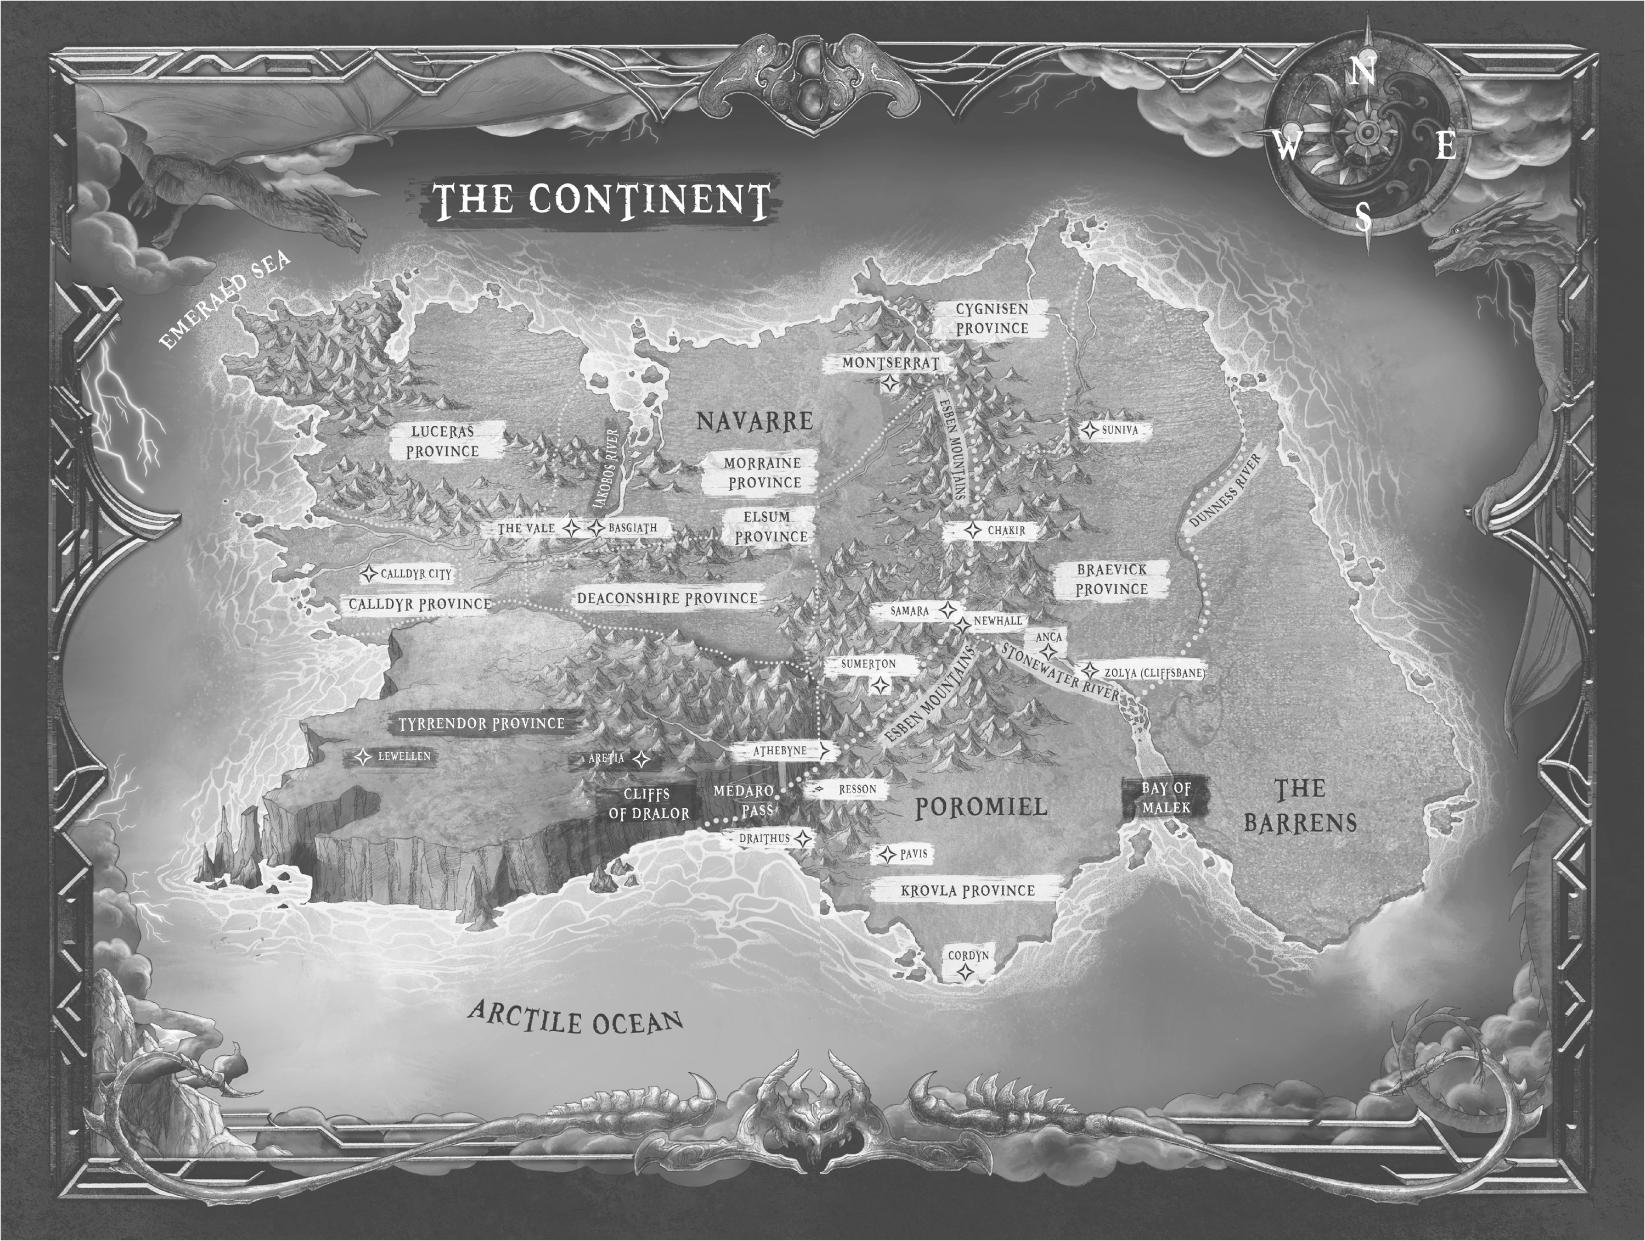 N
W
E
S
THE CONTINENT
EMERALD SEA
CYGNISEN
PROVINCE
MONTSERRAT
ESBEN MOUNTAINS
NAVARRE
LUCERAS
PROVINCE
IAKOBOS RIVER
SUNIVA
MORRAINE
PROVINCE
DUNNESS RIVER
THE VALE
BASGIATH
ELSUM
PROVINCE
CHAKIR
CALLDYR CITY
BRAEVICK
PROVINCE
CALLDYR PROVINCE
DEACONSHIRE PROVINCE
SAMARA
NEWHALL
ANCA
STONEWATER RIVER
SUMERTON
ZOLYA (CLIFFSBANE)
ESBEN MOUNTAINS
TYRRENDOR PROVINCE
LEWELLEN
ARETIA
ATHEBYNE
CLIFFS
OF DRALOR
MEDARO
PASS
RESSON
POROMIEL
BAY OF
MALEK
THE
BARRENS
DRAITHUS
PAVIS
KROVLA PROVINCE
CORDYN
ARCTILE OCEAN